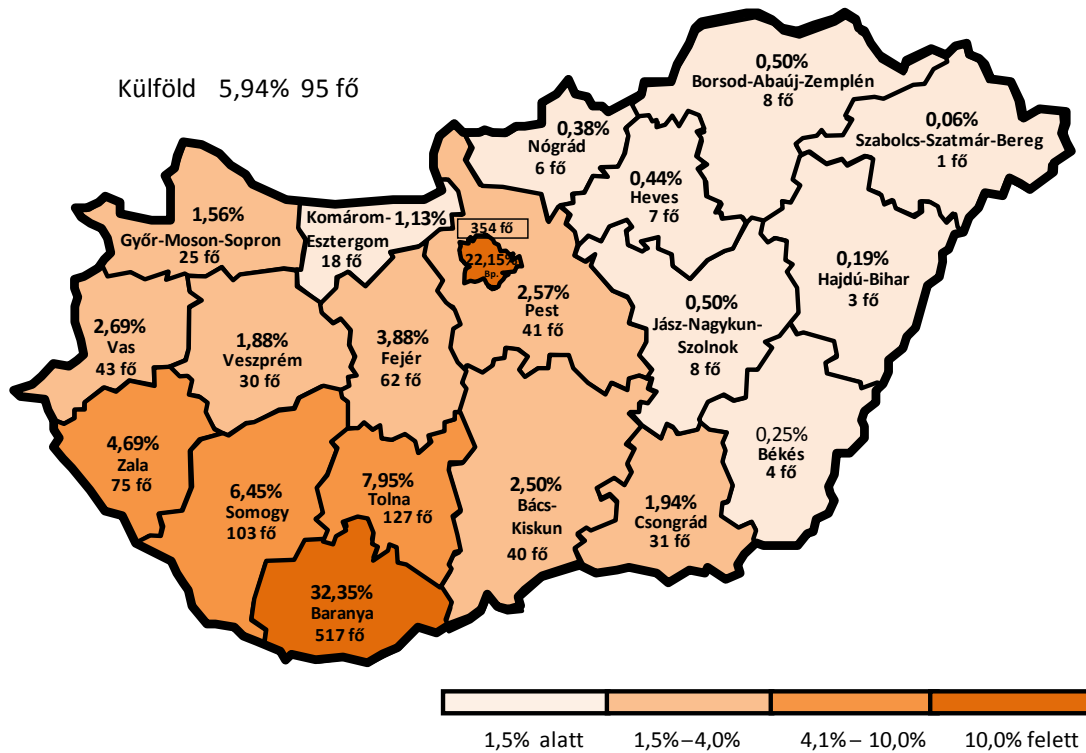 Külföld 5,94% 95 fő
0,50%
Borsod-Abaúj-Zemplén
8 fő
0,06%
Szabolcs-Szatmár-Bereg
1 fő
0,38%
Nógrád
6 fő
0,44%
Heves
7 fő
1,56%
Győr-Moson-Sopron
25 fő
Komárom- 1,13%
Esztergom
18 fő
354 fő
22,15%
Bp.
2,57%
Pest
41 fő
0,19%
Hajdú-Bihar
3 fő
0,50%
Jász-Nagykun-
Szolnok
8 fő
2,69%
Vas
43 fő
1,88%
Veszprém
30 fő
3,88%
Fejér
62 fő
0,25%
Békés
4 fő
4,69%
Zala
75 fő
6,45%
Somogy
103 fő
7,95%
Tolna
127 fő
2,50%
Bács-
Kiskun
40 fő
1,94%
Csongrád
31 fő
32,35%
Baranya
517 fő
1,5% alatt 1,5%–4,0% 4,1%– 10,0% 10,0% felett